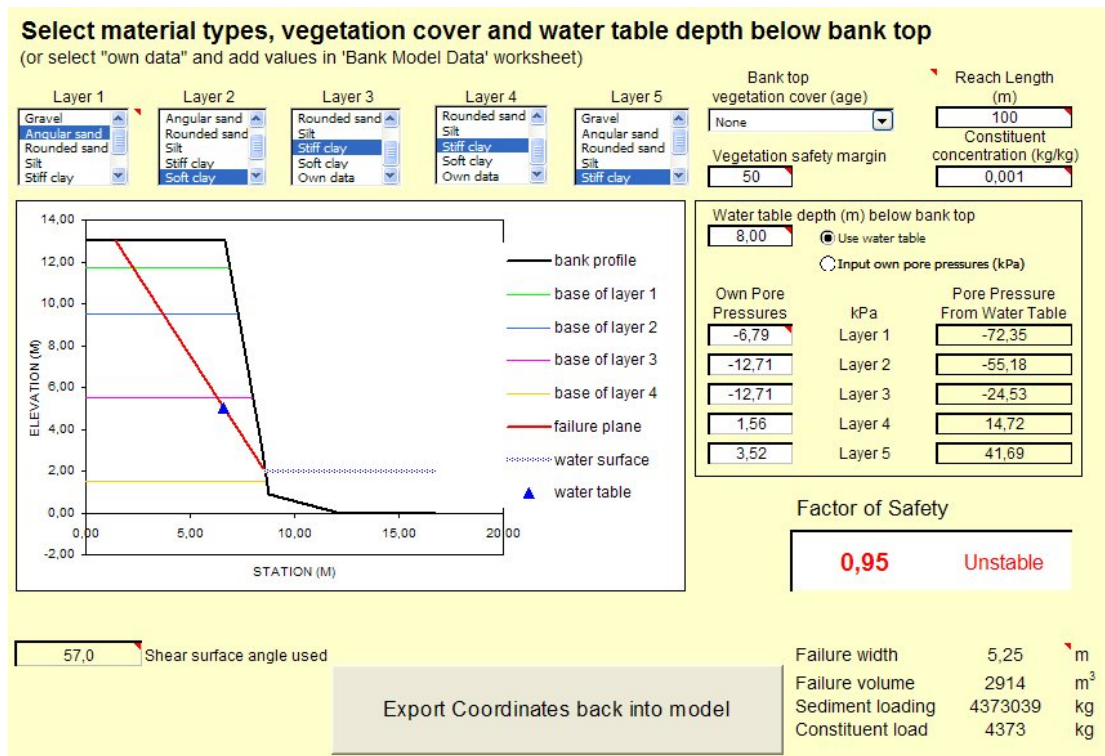 Select material types, vegetation cover and water table depth below bank top
(or select "own data" and add values in 'Bank Model Data' worksheet)
Layer 1
Gravel
Angular sand
Rounded sand
Silt
Stiff clay
Layer 2
Angular sand
Rounded sand
Silt
Stiff clay
Soft clay
Layer 3
Rounded sand
Silt
Stiff clay
Soft clay
Own data
Layer 4
Rounded sand
Silt
Stiff clay
Soft clay
Own data
Layer 5
Gravel
Angular sand
Rounded sand
Silt
Stiff clay
Bank top
vegetation cover (age)
None
Vegetation safety margin
50
Reach Length
(m)
100
Constituent
concentration (kg/kg)
0,001
14,00
12,00
10,00
8,00
6,00
4,00
2,00
0,00
-2,00
ELEVATION (M)
0,00 5,00 10,00 15,00 20,00
STATION (M)
bank profile
base of layer 1
base of layer 2
base of layer 3
base of layer 4
failure plane
water surface
water table
Water table depth (m) below bank top
8,00 Use water table
Input own pore pressures (kPa)
Own Pore Pressure
Pressures kPa From Water Table
-6,79 Layer 1 -72,35
-12,71 Layer 2 -55,18
-12,71 Layer 3 -24,53
1,56 Layer 4 14,72
3,52 Layer 5 41,69
Factor of Safety
0,95 Unstable
57,0 Shear surface angle used
Export Coordinates back into model
Failure width 5,25 m
Failure volume 2914 m³
Sediment loading 4373039 kg
Constituent load 4373 kg